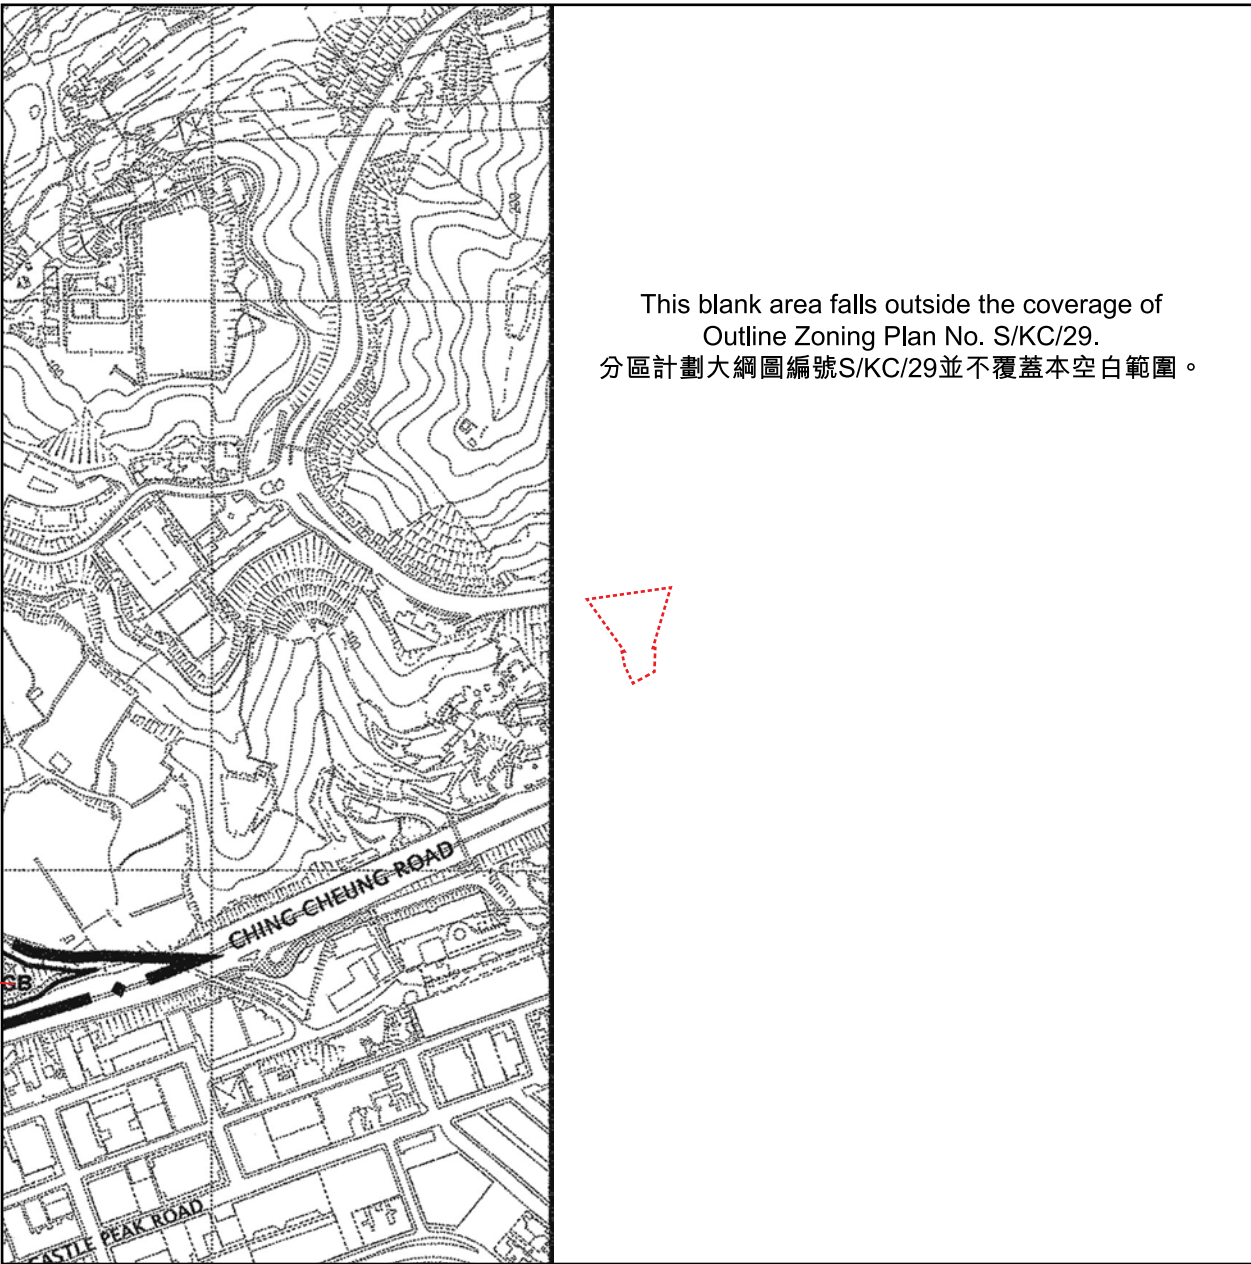 This blank area falls outside the coverage of
Outline Zoning Plan No. S/KC/29.
分區計劃大綱圖編號S/KC/29並不覆蓋本空白範圍。
CHING CHEUNG ROAD
GB
CASTLE PEAK ROAD